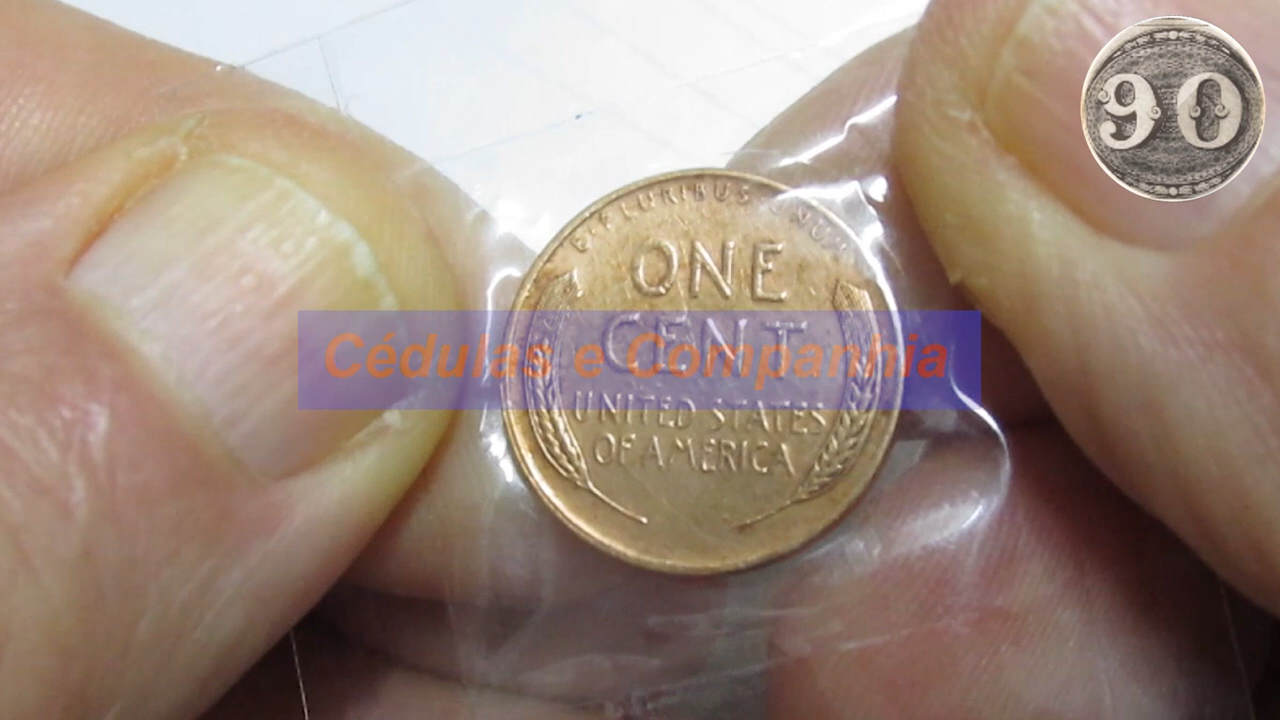 90
E·PLURIBUS·UNUM
ONE
CENT
Cédulas e Companhia
UNITED STATES
OF AMERICA